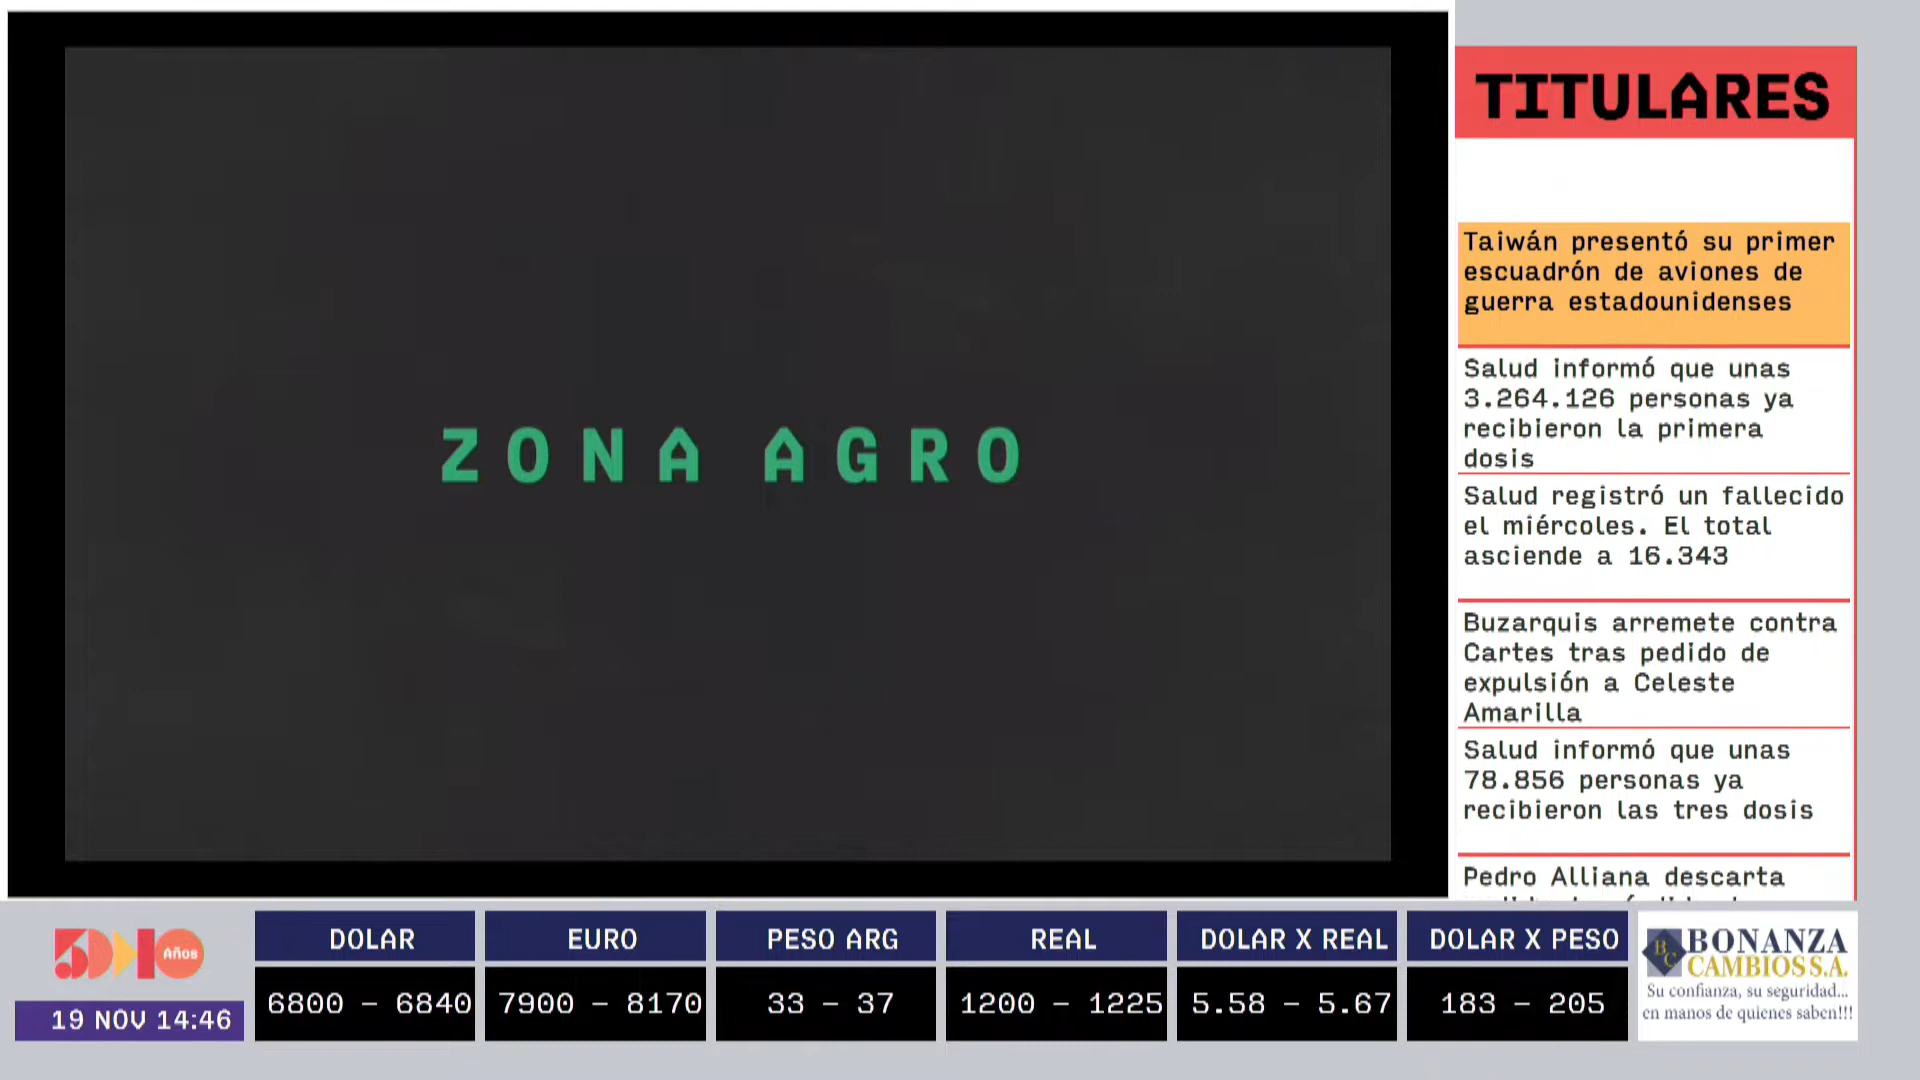 ZONA AGRO
TITULARES
Taiwán presentó su primer
escuadrón de aviones de
guerra estadounidenses
Salud informó que unas
3.264.126 personas ya
recibieron la primera
dosis
Salud registró un fallecido
el miércoles. El total
asciende a 16.343
Buzarquis arremete contra
Cartes tras pedido de
expulsión a Celeste
Amarilla
Salud informó que unas
78.856 personas ya
recibieron las tres dosis
Pedro Alliana descarta
Años
19 NOV 14:46
DOLAR
6800 - 6840
EURO
7900 - 8170
PESO ARG
33 - 37
REAL
1200 - 1225
DOLAR X REAL
5.58 - 5.67
DOLAR X PESO
183 - 205
BC
BONANZA
CAMBIOS S.A.
Su confianza, su seguridad...
en manos de quienes saben!!!